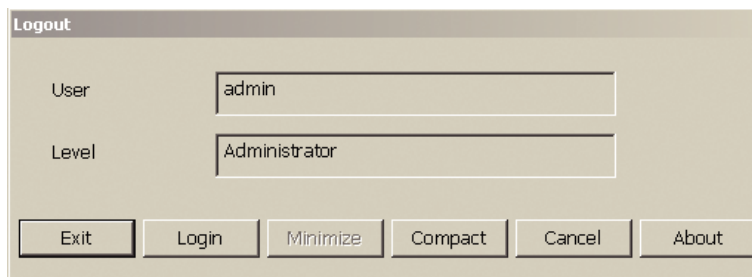 Logout
User admin
Level Administrator
Exit Login Minimize Compact Cancel About